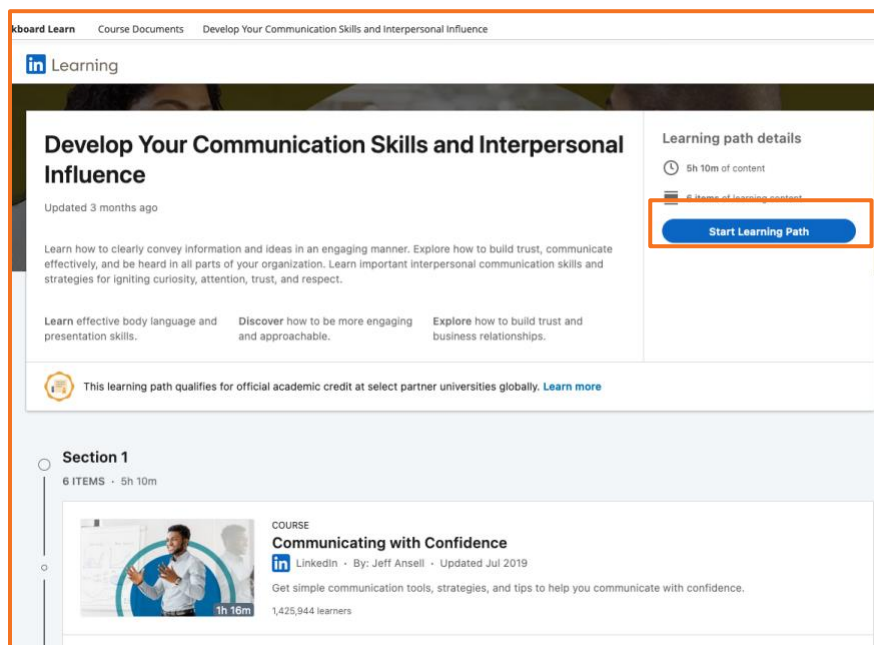 kboard Learn Course Documents Develop Your Communication Skills and Interpersonal Influence
in Learning
Develop Your Communication Skills and Interpersonal
Influence
Updated 3 months ago
Learn how to clearly convey information and ideas in an engaging manner. Explore how to build trust, communicate
effectively, and be heard in all parts of your organization. Learn important interpersonal communication skills and
strategies for igniting curiosity, attention, trust, and respect.
Learn effective body language and
presentation skills.
Discover how to be more engaging
and approachable.
Explore how to build trust and
business relationships.
This learning path qualifies for official academic credit at select partner universities globally. Learn more
Learning path details
5h 10m of content
6 items of learning content
Start Learning Path
Section 1
6 ITEMS · 5h 10m
1h 16m
COURSE
Communicating with Confidence
in LinkedIn · By: Jeff Ansell · Updated Jul 2019
Get simple communication tools, strategies, and tips to help you communicate with confidence.
1,425,944 learners